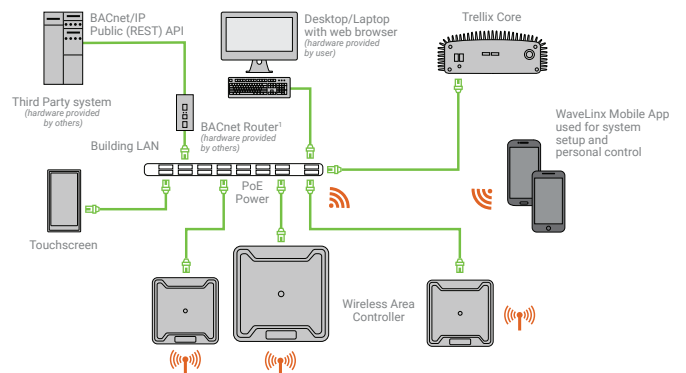 BACnet/IP
Public (REST) API
Desktop/Laptop
with web browser
(hardware provided
by user)
Trellix Core
Third Party system
(hardware provided
by others)
BACnet Router¹
(hardware provided
by others)
Building LAN
WaveLinx Mobile App
used for system
setup and
personal control
PoE
Power
Touchscreen
Wireless Area
Controller